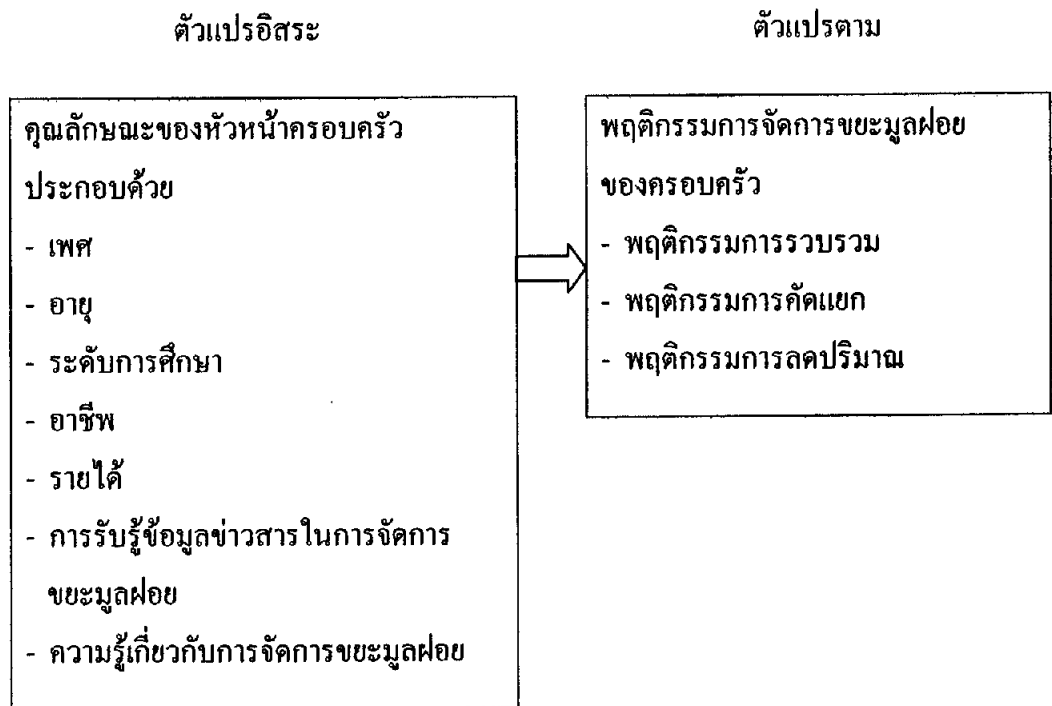 ตัวแปรอิสระ
ตัวแปรตาม
คุณลักษณะของหัวหน้าครอบครัว
ประกอบด้วย
- เพศ
- อายุ
- ระดับการศึกษา
- อาชีพ
- รายได้
- การรับรู้ข้อมูลข่าวสารในการจัดการ
ขยะมูลฝอย
- ความรู้เกี่ยวกับการจัดการขยะมูลฝอย
พฤติกรรมการจัดการขยะมูลฝอย
ของครอบครัว
- พฤติกรรมการรวบรวม
- พฤติกรรมการคัดแยก
- พฤติกรรมการลดปริมาณ